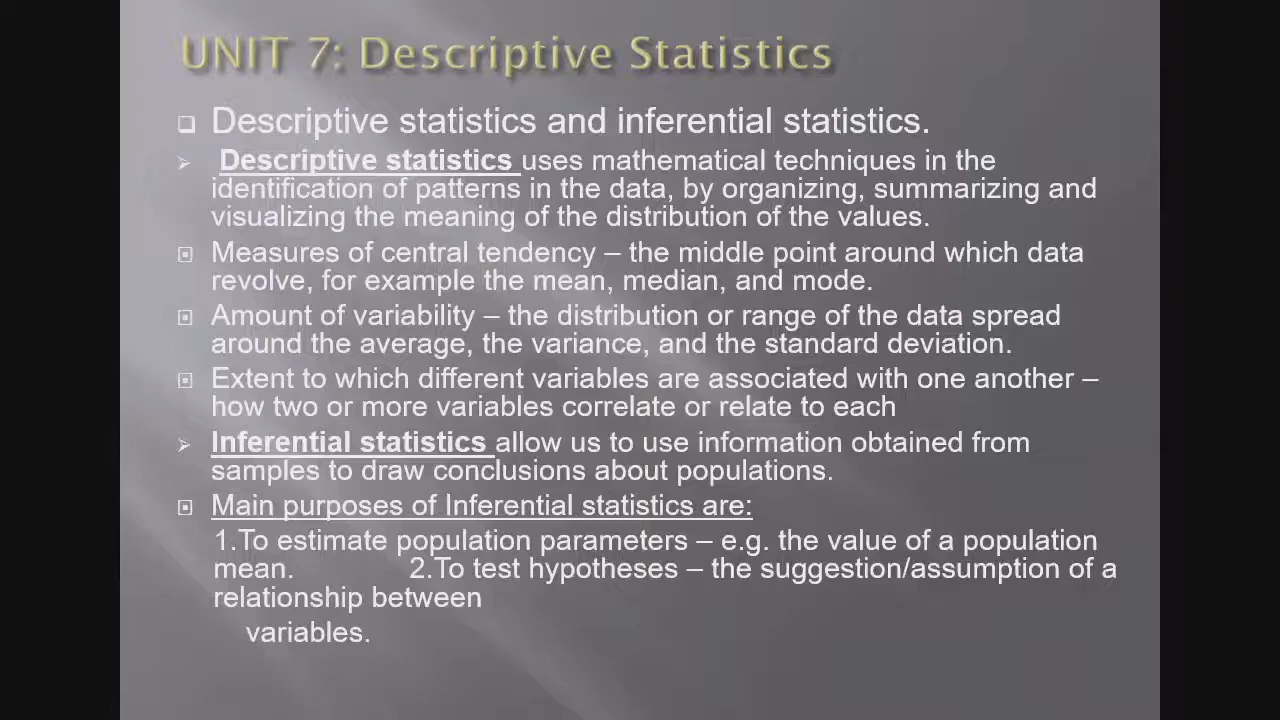 UNIT 7: Descriptive Statistics
Descriptive statistics and inferential statistics.
Descriptive statistics uses mathematical techniques in the
identification of patterns in the data, by organizing, summarizing and
visualizing the meaning of the distribution of the values.
Measures of central tendency – the middle point around which data
revolve, for example the mean, median, and mode.
Amount of variability – the distribution or range of the data spread
around the average, the variance, and the standard deviation.
Extent to which different variables are associated with one another –
how two or more variables correlate or relate to each
Inferential statistics allow us to use information obtained from
samples to draw conclusions about populations.
Main purposes of Inferential statistics are:
1.To estimate population parameters – e.g. the value of a population
mean. 2.To test hypotheses – the suggestion/assumption of a
relationship between
variables.